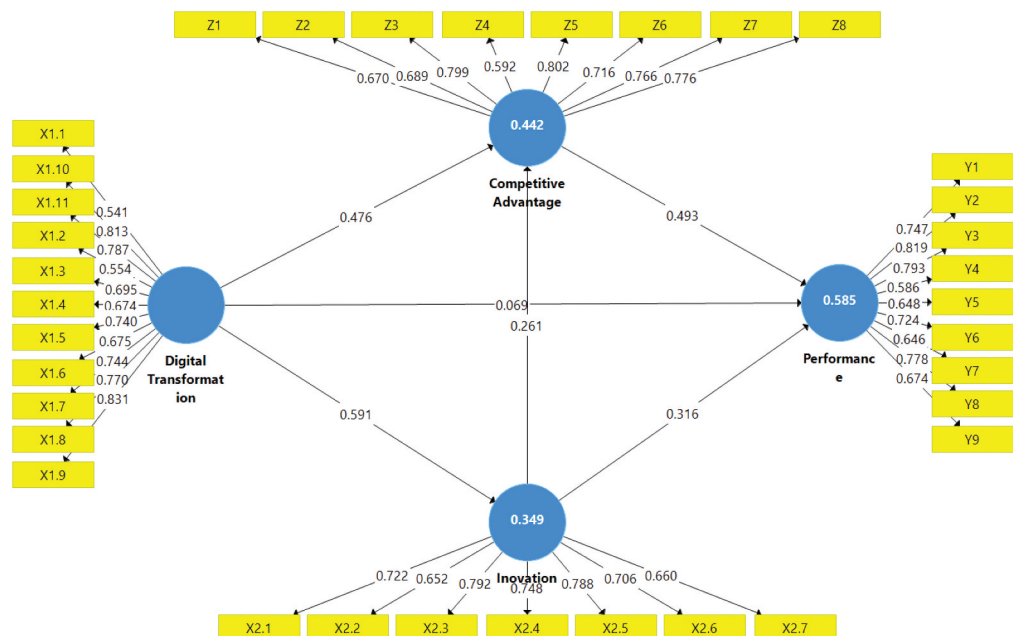 Z1
Z2
Z3
Z4
Z5
Z6
Z7
Z8
0.670
0.689
0.799
0.592
0.802
0.716
0.766
0.776
0.442
Competitive
Advantage
X1.1
X1.10
X1.11
X1.2
X1.3
X1.4
X1.5
X1.6
X1.7
X1.8
X1.9
0.541
0.813
0.787
0.554
0.695
0.674
0.740
0.675
0.744
0.770
0.831
Digital
Transformat
ion
0.476
0.493
0.069
0.261
0.591
0.316
0.585
Performanc
e
0.747
0.819
0.793
0.586
0.648
0.724
0.646
0.778
0.674
Y1
Y2
Y3
Y4
Y5
Y6
Y7
Y8
Y9
0.349
Inovation
0.722
0.652
0.792
0.748
0.788
0.706
0.660
X2.1
X2.2
X2.3
X2.4
X2.5
X2.6
X2.7